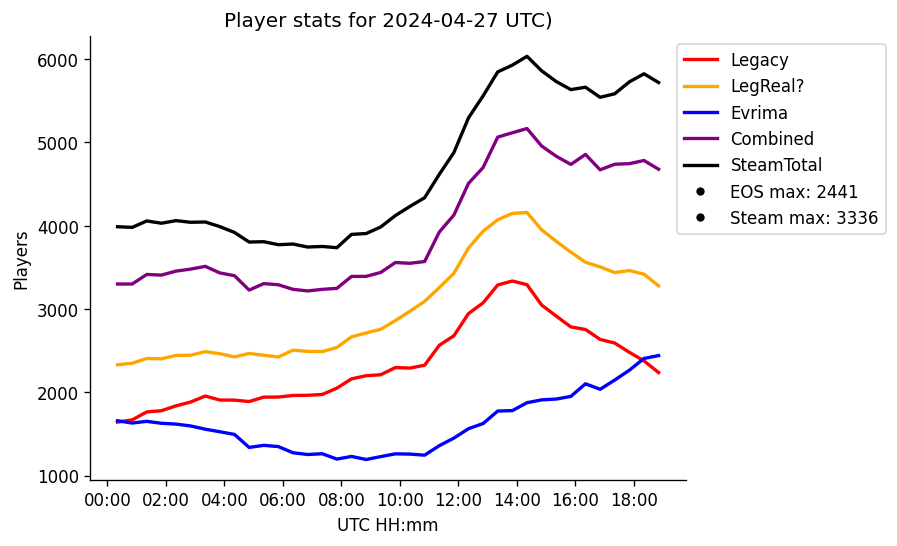 Player stats for 2024-04-27 UTC)
Legacy
LegReal?
Evrima
Combined
SteamTotal
EOS max: 2441
Steam max: 3336
Players
6000
5000
4000
3000
2000
1000
00:00 02:00 04:00 06:00 08:00 10:00 12:00 14:00 16:00 18:00
UTC HH:mm